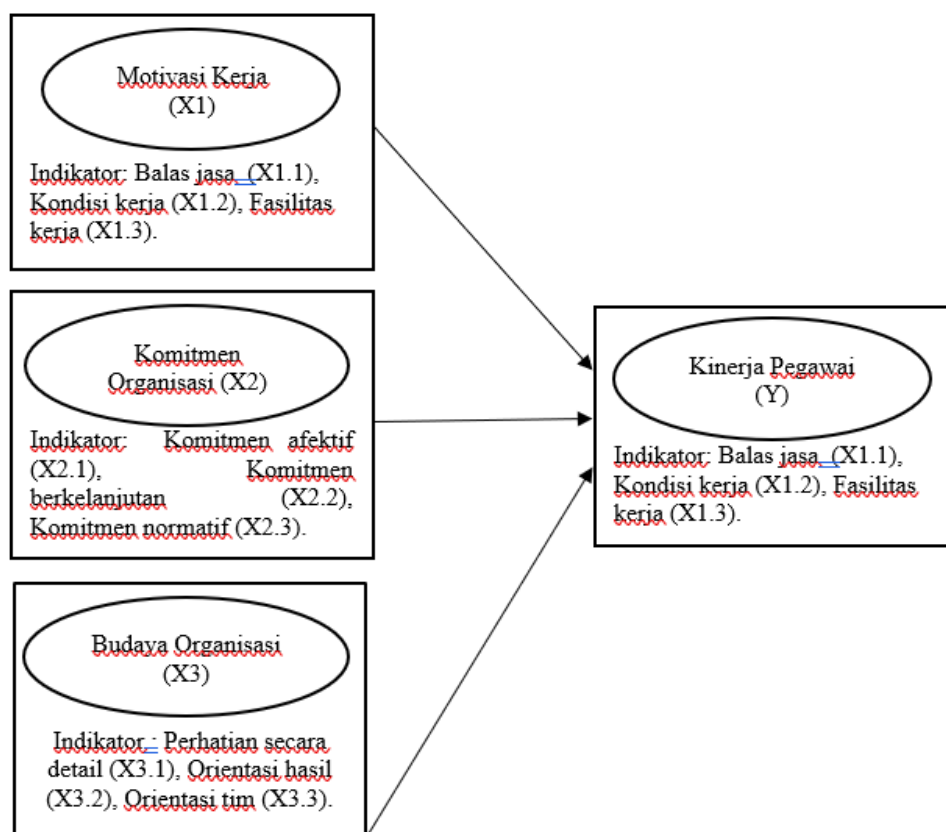 Motivasi Kerja
(X1)
Indikator: Balas jasa (X1.1),
Kondisi kerja (X1.2), Fasilitas
kerja (X1.3).
Komitmen
Organisasi (X2)
Indikator: Komitmen afektif
(X2.1), Komitmen
berkelanjutan (X2.2),
Komitmen normatif (X2.3).
Budaya Organisasi
(X3)
Indikator : Perhatian secara
detail (X3.1), Orientasi hasil
(X3.2), Orientasi tim (X3.3).
Kinerja Pegawai
(Y)
Indikator: Balas jasa (X1.1),
Kondisi kerja (X1.2), Fasilitas
kerja (X1.3).